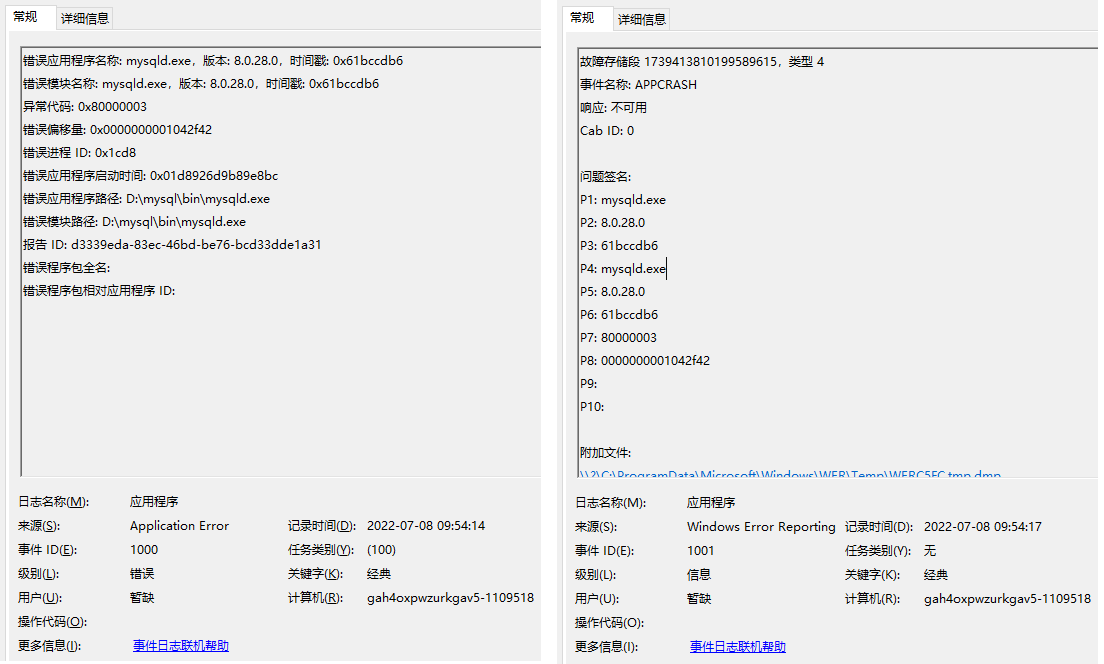 常规
详细信息
错误应用程序名称: mysqld.exe，版本: 8.0.28.0，时间戳: 0x61bccdb6
错误模块名称: mysqld.exe，版本: 8.0.28.0，时间戳: 0x61bccdb6
异常代码: 0x80000003
错误偏移量: 0x0000000001042f42
错误进程 ID: 0x1cd8
错误应用程序启动时间: 0x01d8926d9b89e8bc
错误应用程序路径: D:\mysql\bin\mysqld.exe
错误模块路径: D:\mysql\bin\mysqld.exe
报告 ID: d3339eda-83ec-46bd-be76-bcd33dde1a31
错误程序包全名:
错误程序包相对应用程序 ID:
日志名称(M): 应用程序
来源(S): Application Error 记录时间(D): 2022-07-08 09:54:14
事件 ID(E): 1000 任务类别(Y): (100)
级别(L): 错误 关键字(K): 经典
用户(U): 暂缺 计算机(R): gah4oxpwzurkgav5-1109518
操作代码(O):
更多信息(I): 事件日志联机帮助
常规
详细信息
故障存储段 1739413810199589615，类型 4
事件名称: APPCRASH
响应: 不可用
Cab ID: 0
问题签名:
P1: mysqld.exe
P2: 8.0.28.0
P3: 61bccdb6
P4: mysqld.exe
P5: 8.0.28.0
P6: 61bccdb6
P7: 80000003
P8: 0000000001042f42
P9:
P10:
附加文件:
\\?\C:\ProgramData\Microsoft\Windows\WER\Temp\WERC5FC.tmp.dmp
日志名称(M): 应用程序
来源(S): Windows Error Reporting 记录时间(D): 2022-07-08 09:54:17
事件 ID(E): 1001 任务类别(Y): 无
级别(L): 信息 关键字(K): 经典
用户(U): 暂缺 计算机(R): gah4oxpwzurkgav5-1109518
操作代码(O):
更多信息(I): 事件日志联机帮助